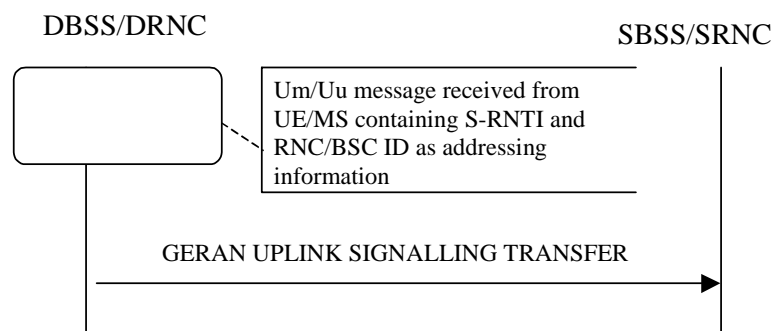 DBSS/DRNC
SBSS/SRNC
Um/Uu message received from
UE/MS containing S-RNTI and
RNC/BSC ID as addressing
information
GERAN UPLINK SIGNALLING TRANSFER